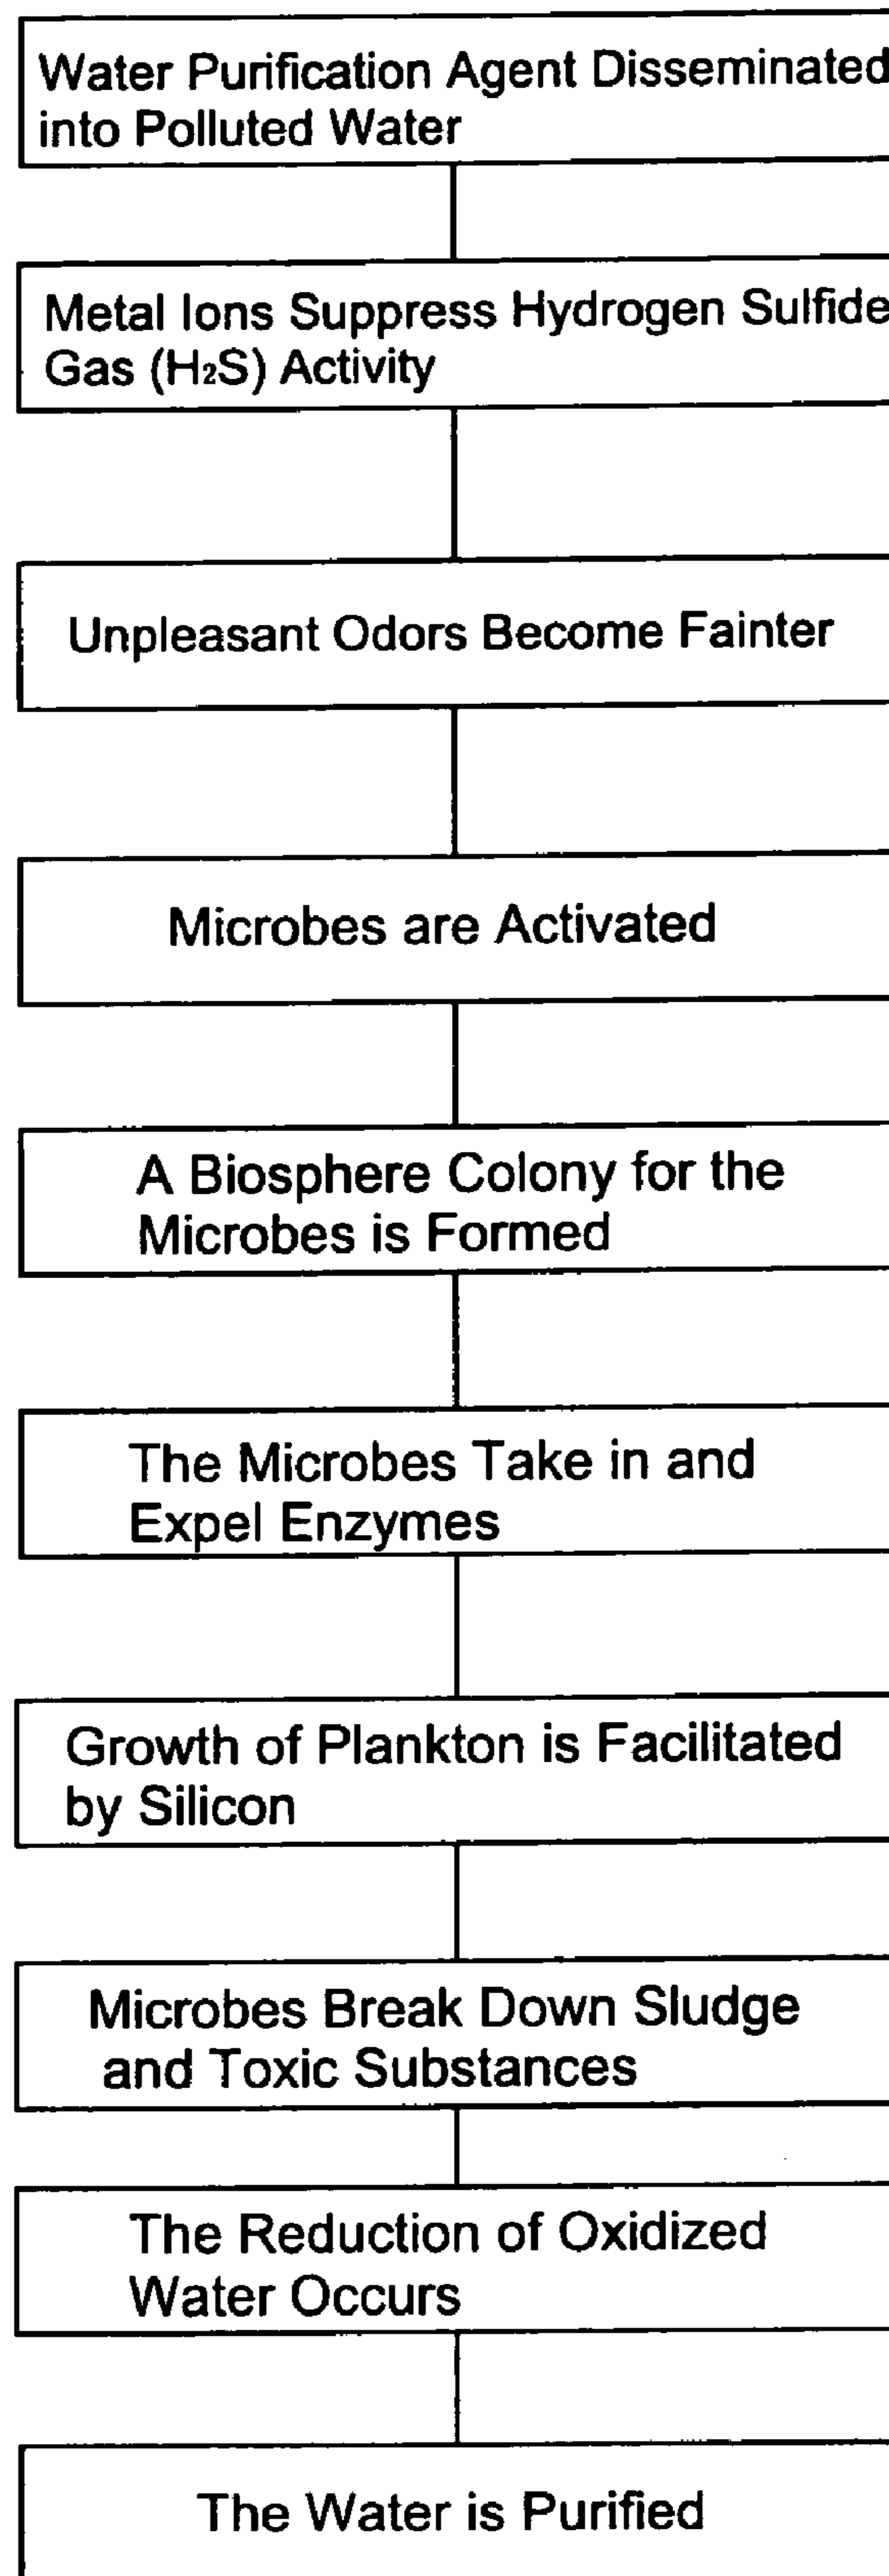 Water Purification Agent Disseminated
into Polluted Water
Metal Ions Suppress Hydrogen Sulfide
Gas (H₂S) Activity
Unpleasant Odors Become Fainter
Microbes are Activated
A Biosphere Colony for the
Microbes is Formed
The Microbes Take in and
Expel Enzymes
Growth of Plankton is Facilitated
by Silicon
Microbes Break Down Sludge
and Toxic Substances
The Reduction of Oxidized
Water Occurs
The Water is Purified